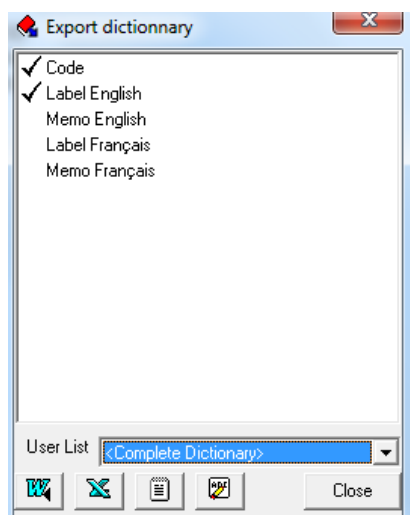 Export dictionnary
Code
Label English
Memo English
Label Français
Memo Français
User List <Complete Dictionary>
Close